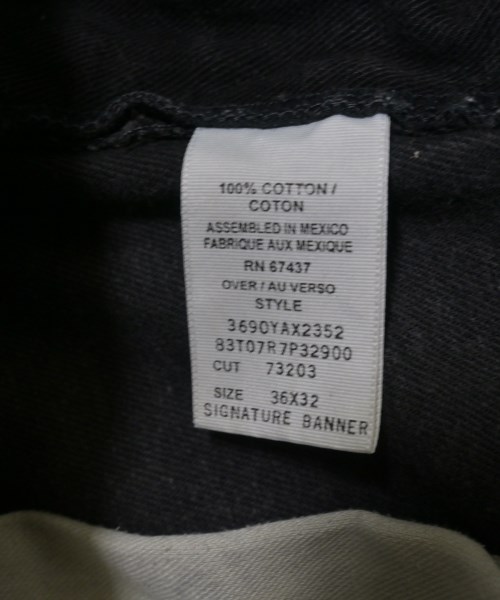 100% COTTON /
COTON
ASSEMBLED IN MEXICO
FABRIQUE AUX MEXIQUE
RN 67437
OVER / AU VERSO
STYLE
3690YAX2352
83T07R7P32900
CUT 73203
SIZE 36X32
SIGNATURE BANNER